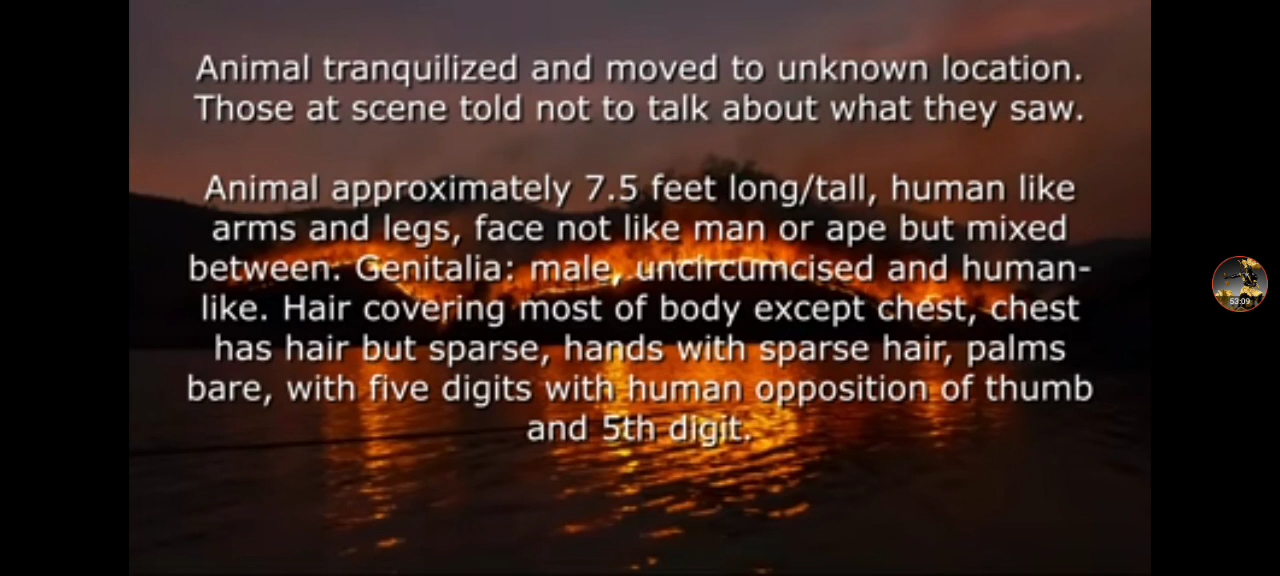 Animal tranquilized and moved to unknown location.
Those at scene told not to talk about what they saw.
Animal approximately 7.5 feet long/tall, human like
arms and legs, face not like man or ape but mixed
between. Genitalia: male, uncircumcised and human-
like. Hair covering most of body except chest, chest
has hair but sparse, hands with sparse hair, palms
bare, with five digits with human opposition of thumb
and 5th digit.
53:09